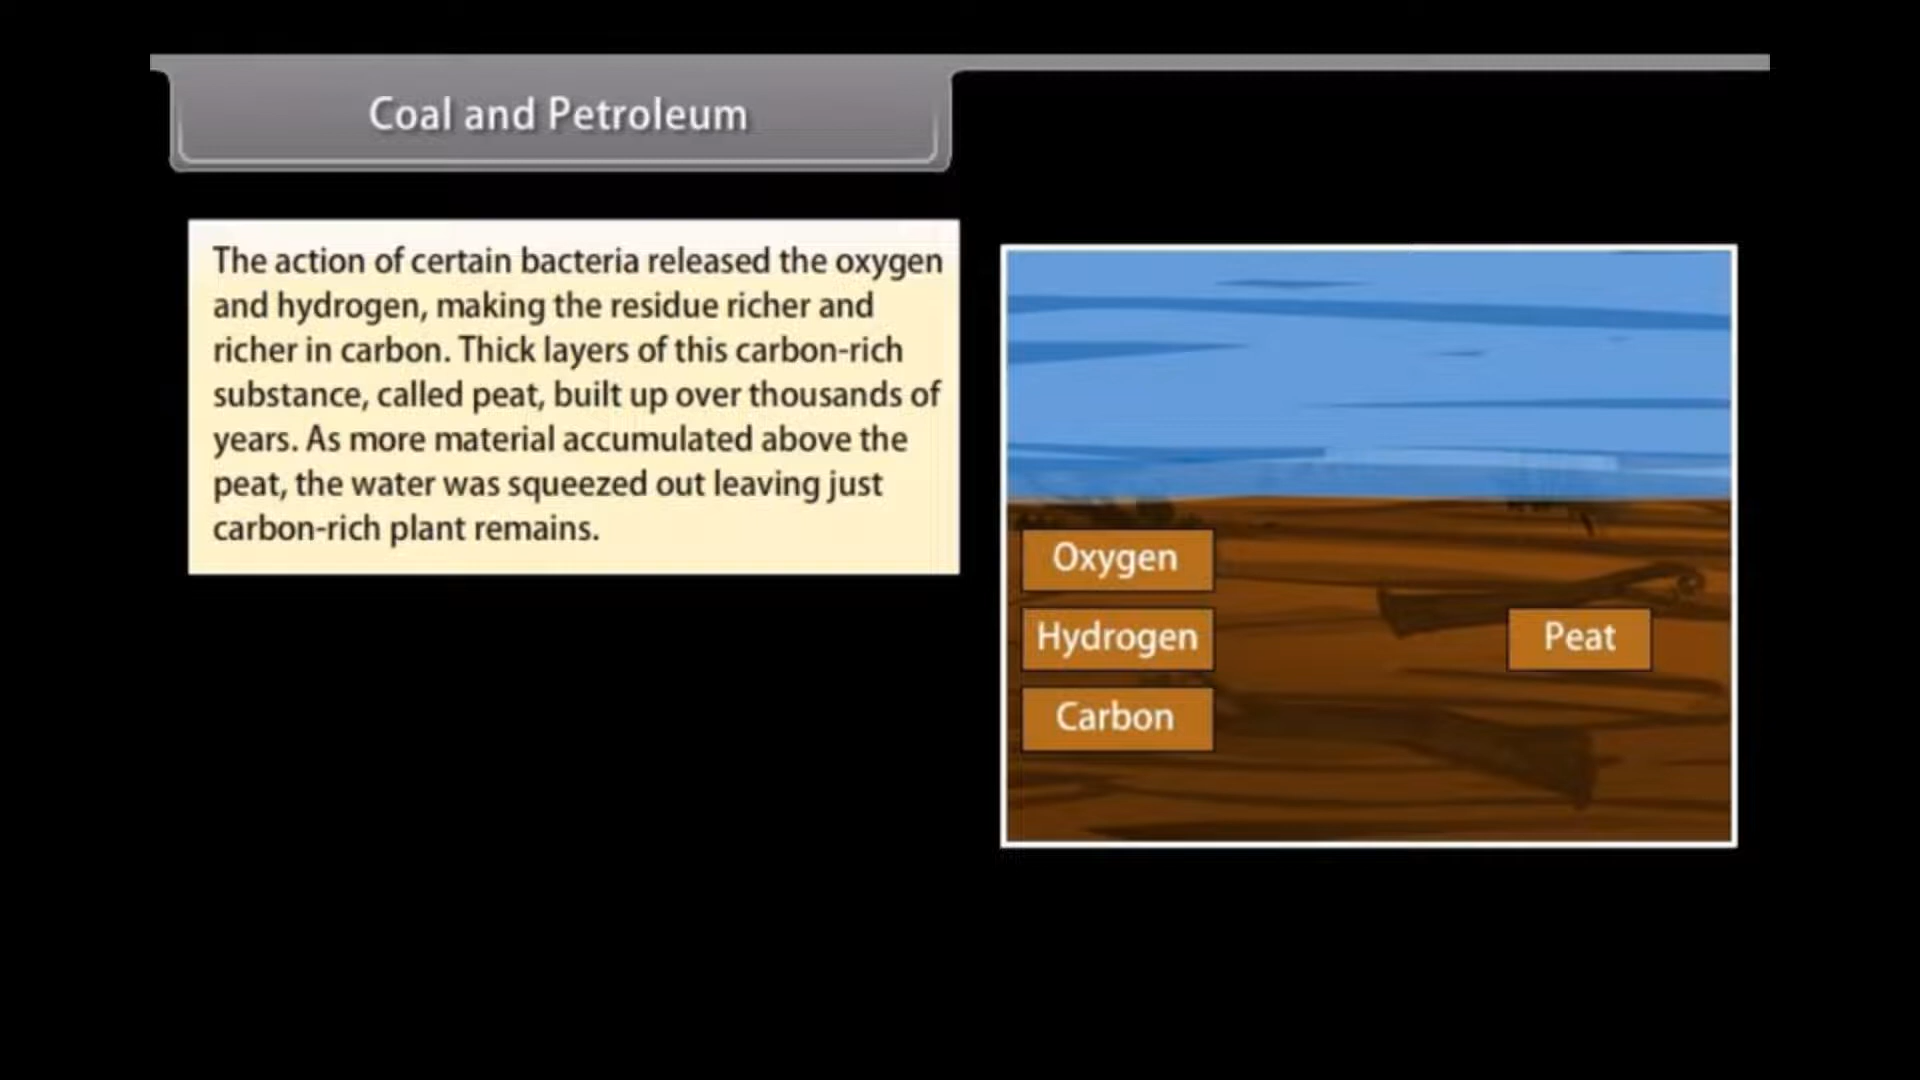 Coal and Petroleum
The action of certain bacteria released the oxygen
and hydrogen, making the residue richer and
richer in carbon. Thick layers of this carbon-rich
substance, called peat, built up over thousands of
years. As more material accumulated above the
peat, the water was squeezed out leaving just
carbon-rich plant remains.
Oxygen
Hydrogen
Peat
Carbon